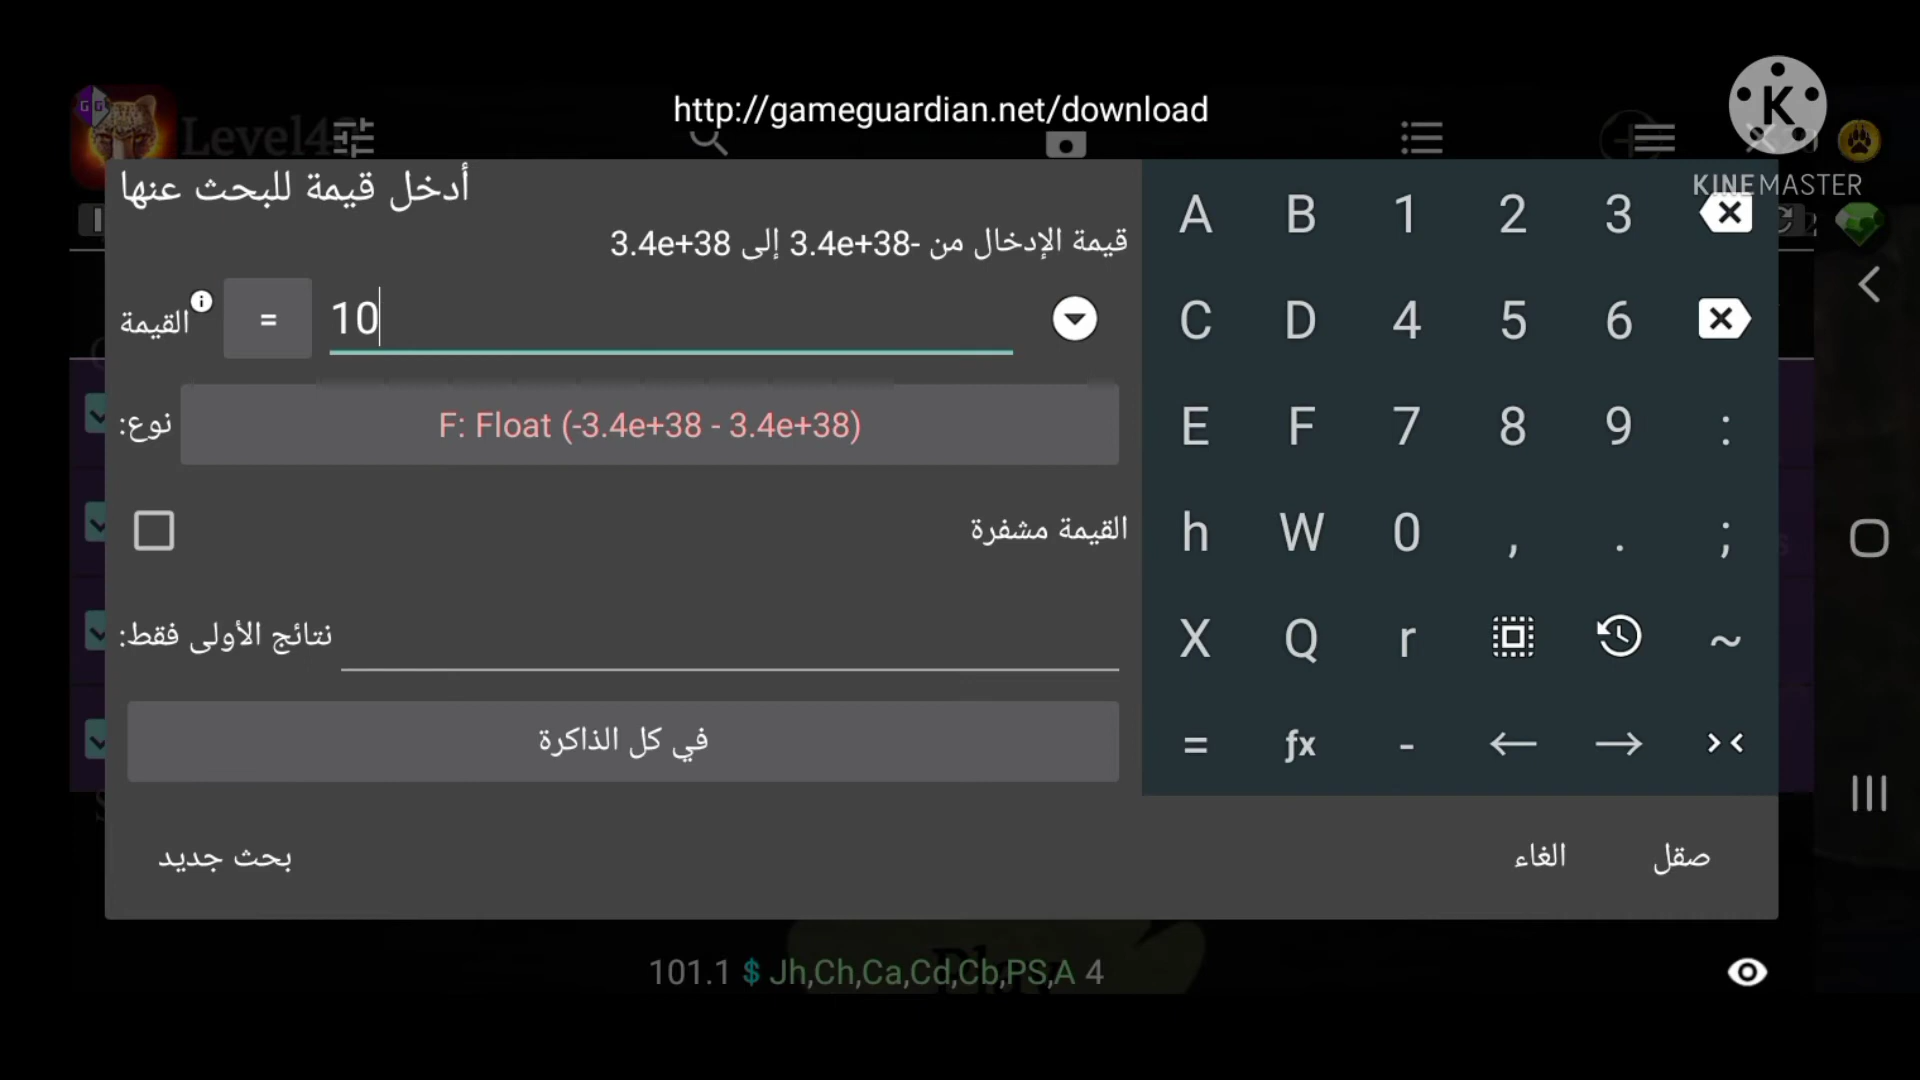 http://gameguardian.net/download
Level4
KINEMASTER
أدخل قيمة للبحث عنها
قيمة الإدخال من -3.4e+38 إلى 3.4e+38
القيمة = 10
نوع: F: Float (-3.4e+38 - 3.4e+38)
القيمة مشفرة
نتائج الأولى فقط:
في كل الذاكرة
بحث جديد الغاء صقل
A B 1 2 3
C D 4 5 6
E F 7 8 9 :
h W 0 , . ;
X Q r ~
= ƒx - ← → ><
101.1 $ Jh,Ch,Ca,Cd,Cb,PS,A 4